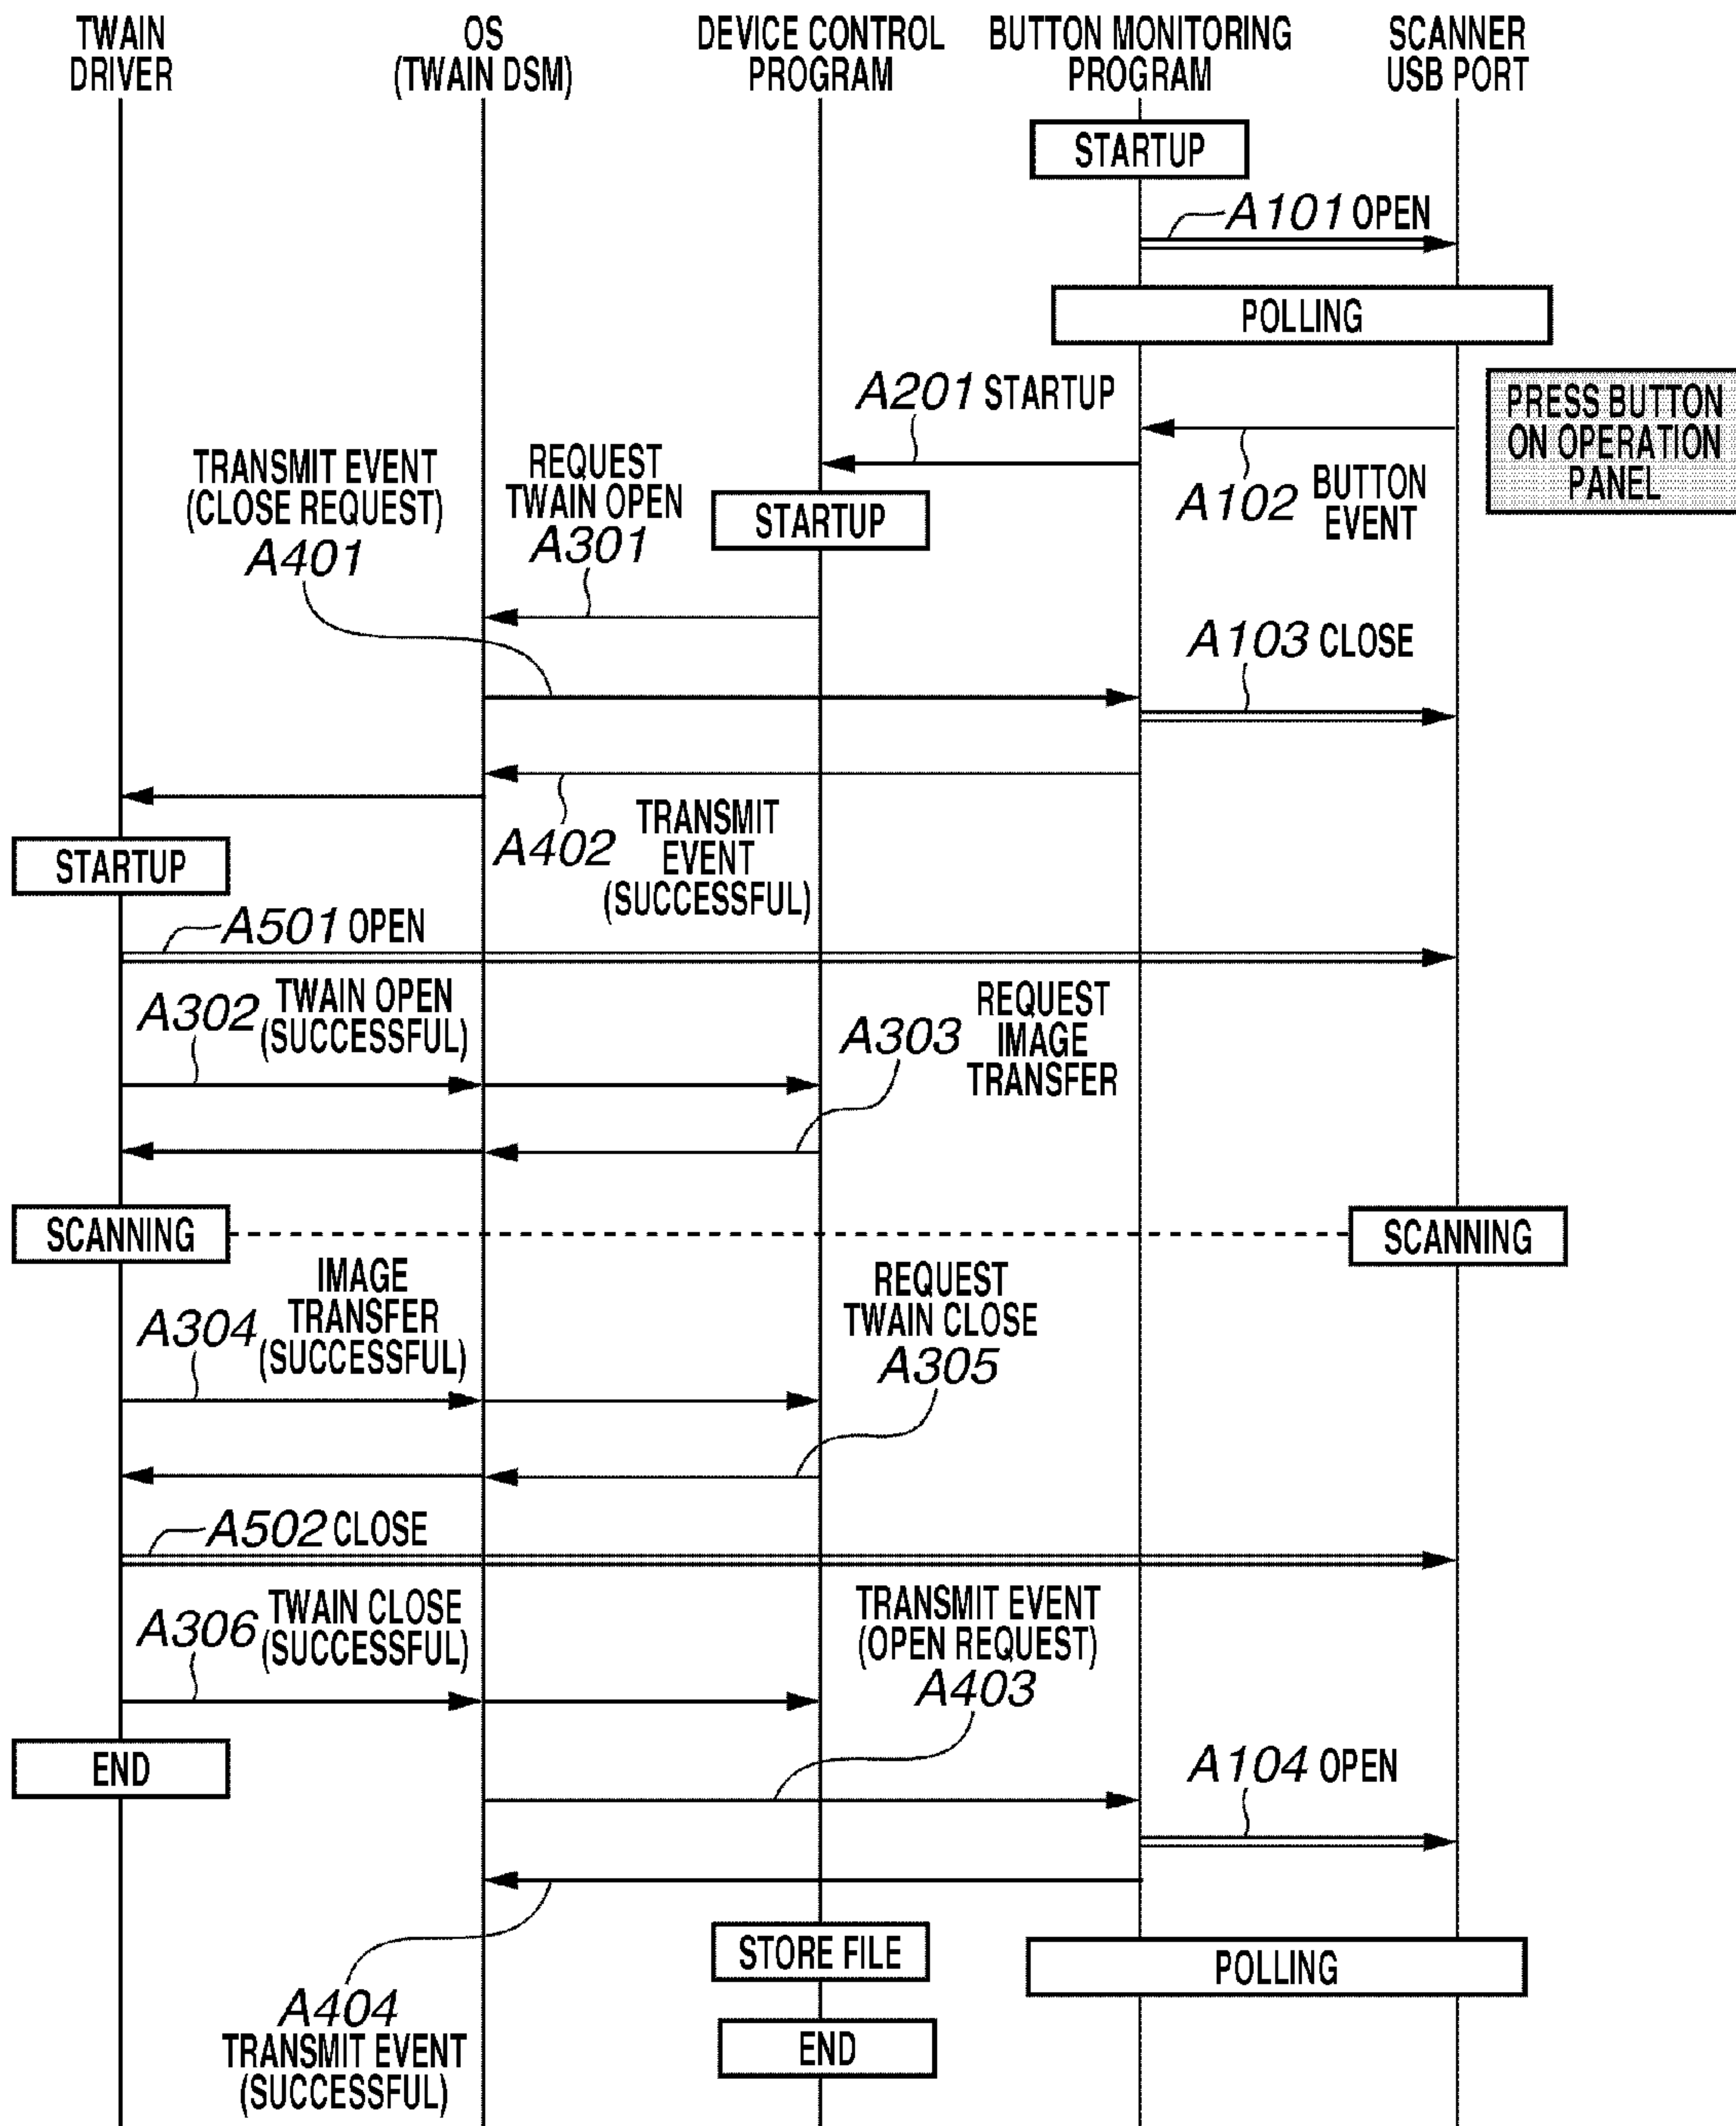 TWAIN
DRIVER
OS
(TWAIN DSM)
DEVICE CONTROL
PROGRAM
BUTTON MONITORING
PROGRAM
SCANNER
USB PORT
STARTUP
A101 OPEN
POLLING
A201 STARTUP
PRESS BUTTON
ON OPERATION
PANEL
A102 BUTTON
EVENT
TRANSMIT EVENT
(CLOSE REQUEST)
A401
REQUEST
TWAIN OPEN
A301
STARTUP
A103 CLOSE
A402 TRANSMIT
EVENT
(SUCCESSFUL)
STARTUP
A501 OPEN
A302 TWAIN OPEN
(SUCCESSFUL)
A303 REQUEST
IMAGE
TRANSFER
SCANNING
SCANNING
A304 IMAGE
TRANSFER
(SUCCESSFUL)
REQUEST
TWAIN CLOSE
A305
A502 CLOSE
A306 TWAIN CLOSE
(SUCCESSFUL)
TRANSMIT EVENT
(OPEN REQUEST)
A403
END
A104 OPEN
STORE FILE
POLLING
A404
TRANSMIT EVENT
(SUCCESSFUL)
END